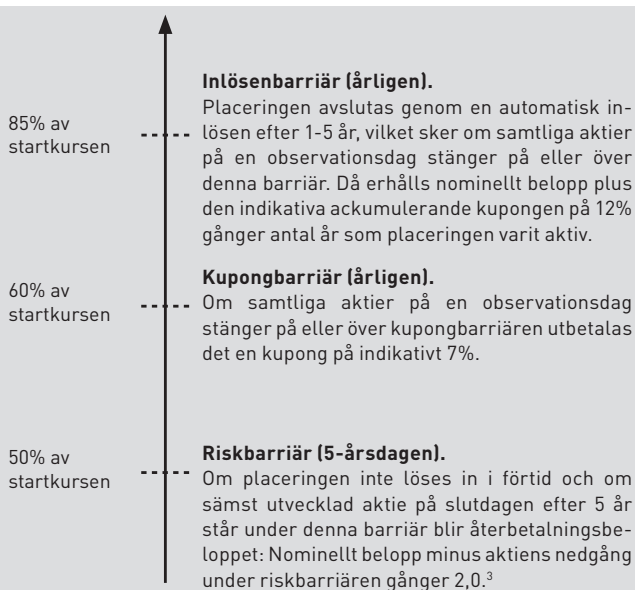 85% av
startkursen
Inlösenbarriär (årligen).
Placeringen avslutas genom en automatisk in-
lösen efter 1-5 år, vilket sker om samtliga aktier
på en observationsdag stänger på eller över
denna barriär. Då erhålls nominellt belopp plus
den indikativa ackumulerande kupongen på 12%
gånger antal år som placeringen varit aktiv.
60% av
startkursen
Kupongbarriär (årligen).
Om samtliga aktier på en observationsdag
stänger på eller över kupongbarriären utbetalas
det en kupong på indikativt 7%.
50% av
startkursen
Riskbarriär (5-årsdagen).
Om placeringen inte löses in i förtid och om
sämst utvecklad aktie på slutdagen efter 5 år
står under denna barriär blir återbetalningsbe-
loppet: Nominellt belopp minus aktiens nedgång
under riskbarriären gånger 2,0.³